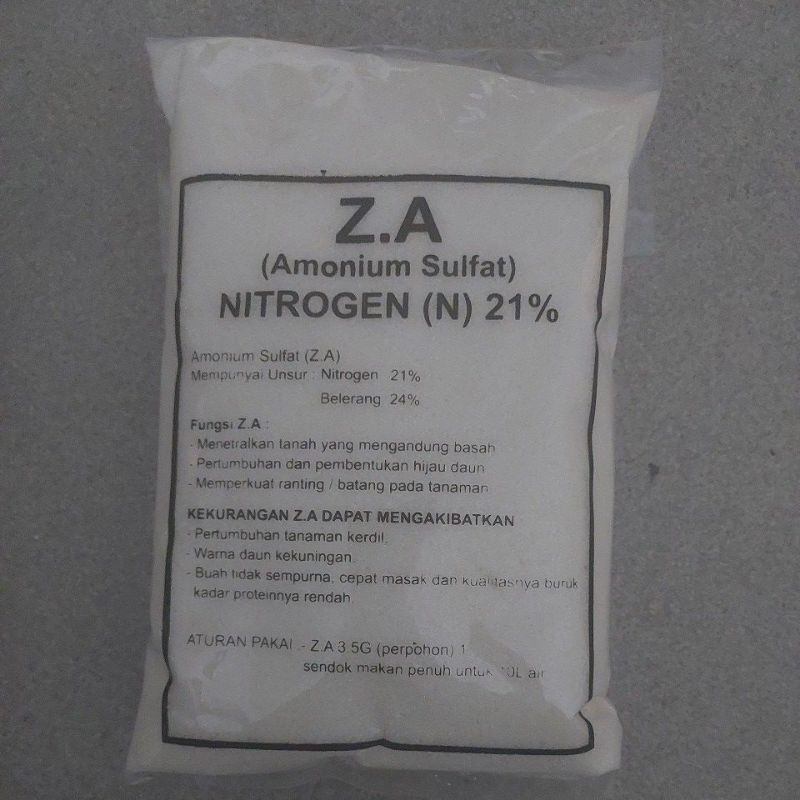 Z.A
(Amonium Sulfat)
NITROGEN (N) 21%
Amonium Sulfat (Z.A)
Mempunyai Unsur : Nitrogen 21%
Belerang 24%
Fungsi Z.A :
- Menetralkan tanah yang mengandung basah
- Pertumbuhan dan pembentukan hijau daun
- Memperkuat ranting / batang pada tanaman
KEKURANGAN Z.A DAPAT MENGAKIBATKAN
- Pertumbuhan tanaman kerdil.
- Warna daun kekuningan.
- Buah tidak sempurna, cepat masak dan kualitasnya buruk
kadar proteinnya rendah.
ATURAN PAKAI :- Z.A 3.5G (perpohon) 1
sendok makan penuh untuk 10L air